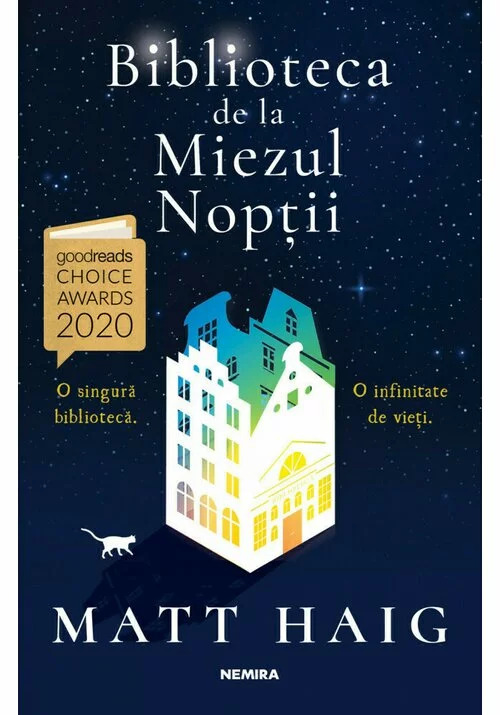 Biblioteca
de la
Miezul
Nopții
goodreads
CHOICE
AWARDS
2020
O singură
bibliotecă.
O infinitate
de vieți.
MATT HAIG
NEMIRA